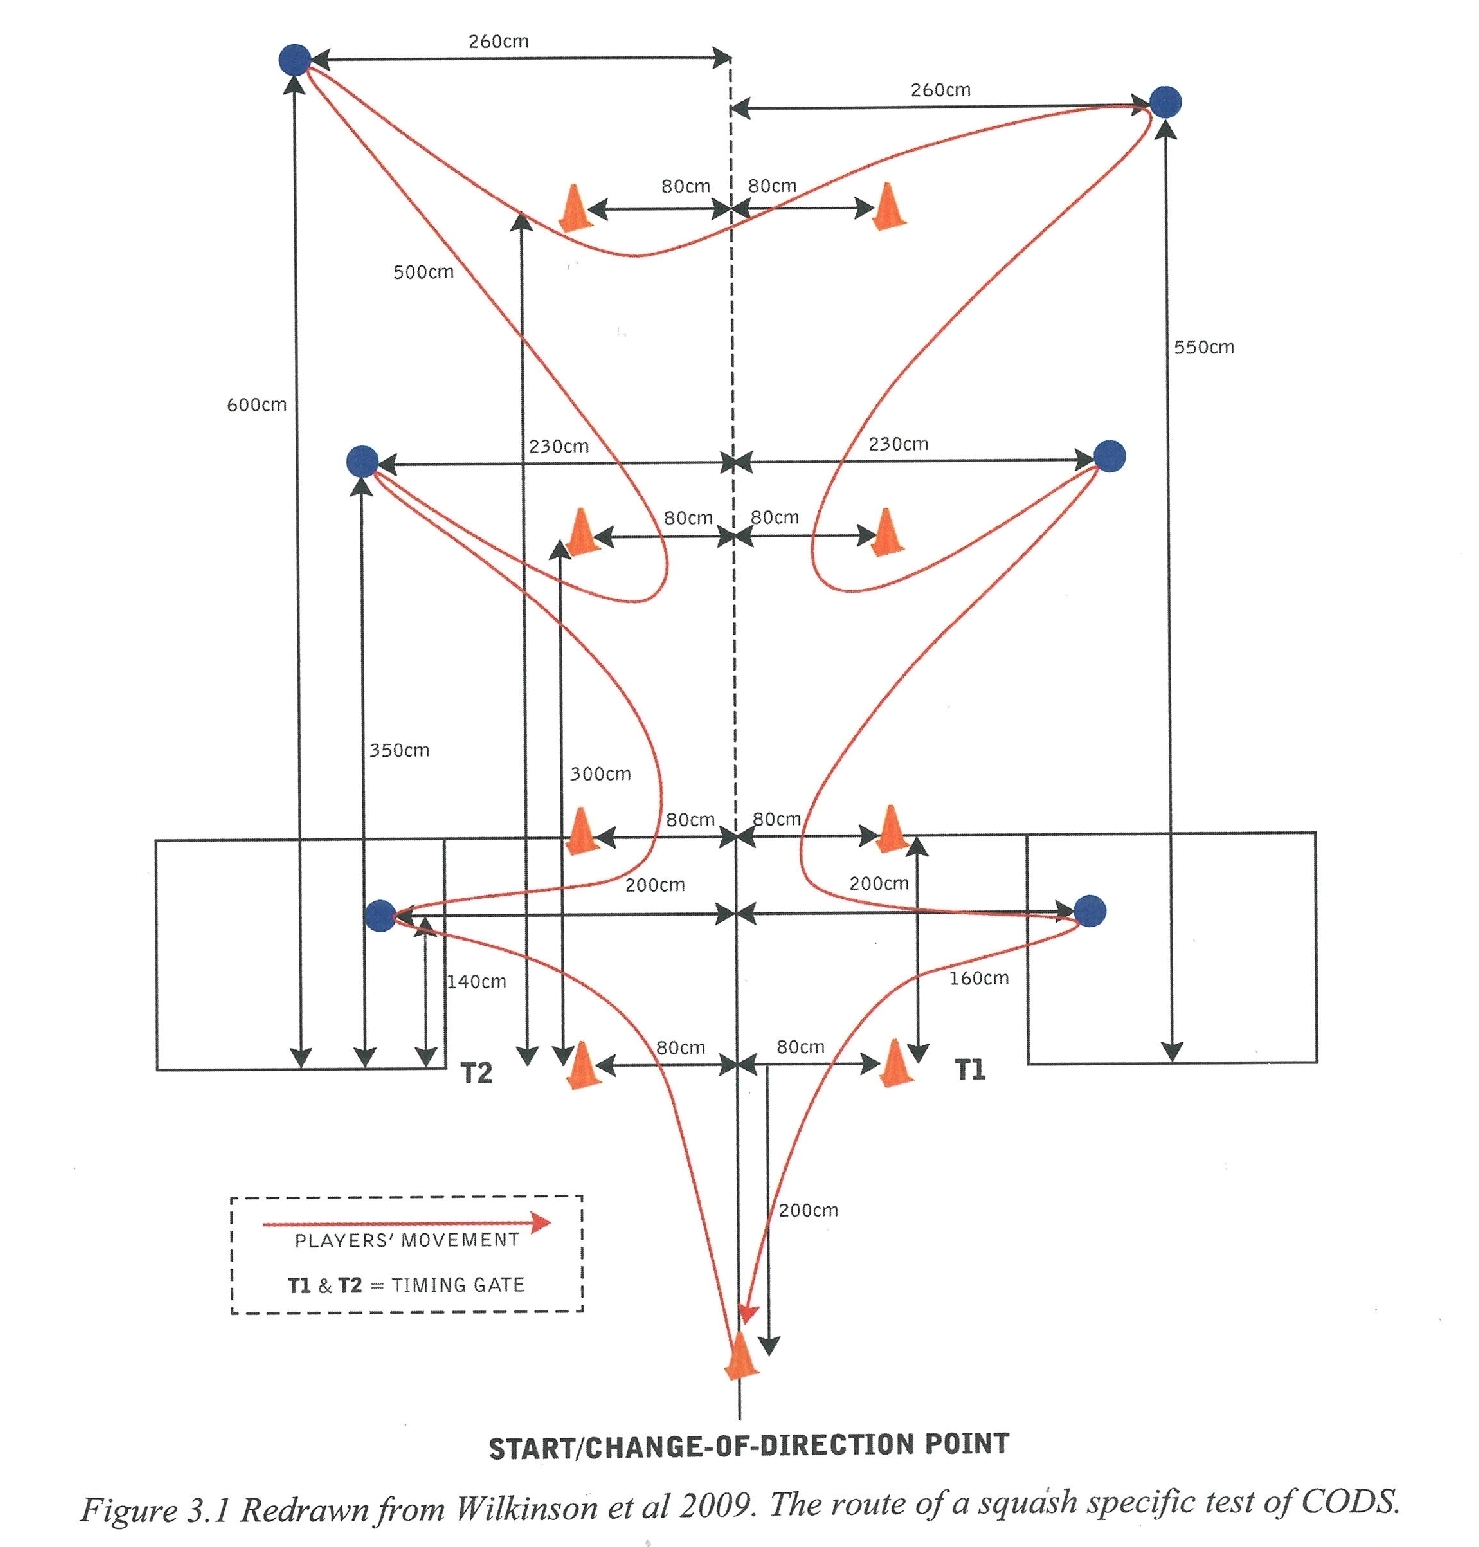 260cm
260cm
80cm 80cm
500cm
550cm
600cm
230cm 230cm
80cm 80cm
350cm
300cm
80cm 80cm
200cm 200cm
140cm 160cm
80cm 80cm
T2 T1
200cm
PLAYERS' MOVEMENT
T1 & T2 = TIMING GATE
START/CHANGE-OF-DIRECTION POINT
Figure 3.1 Redrawn from Wilkinson et al 2009. The route of a squash specific test of CODS.